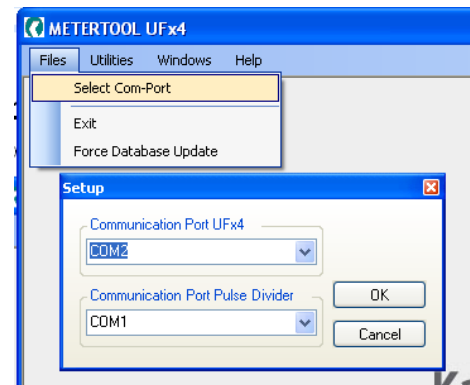 METERTOOL UFx4
Files Utilities Windows Help
Select Com-Port
Exit
Force Database Update
Setup
Communication Port UFx4
COM2
Communication Port Pulse Divider
COM1
OK
Cancel